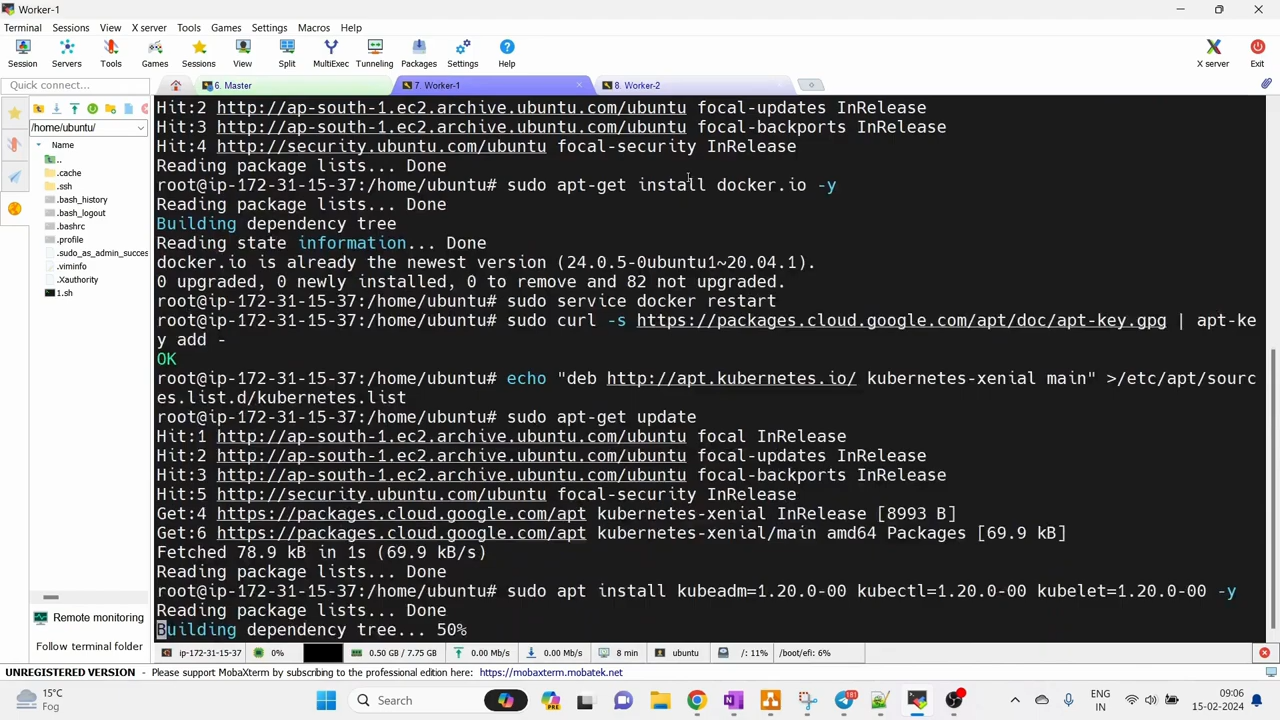 Worker-1
Terminal Sessions View X server Tools Games Settings Macros Help
Session Servers Tools Games Sessions View Split MultiExec Tunneling Packages Settings Help X server Exit
Quick connect...
6. Master
7. Worker-1
8. Worker-2
/home/ubuntu/
Name
..
.cache
.ssh
.bash_history
.bash_logout
.bashrc
.profile
.sudo_as_admin_succes
.viminfo
.Xauthority
1.sh
Remote monitoring
Follow terminal folder
Hit:2 http://ap-south-1.ec2.archive.ubuntu.com/ubuntu focal-updates InRelease
Hit:3 http://ap-south-1.ec2.archive.ubuntu.com/ubuntu focal-backports InRelease
Hit:4 http://security.ubuntu.com/ubuntu focal-security InRelease
Reading package lists... Done
root@ip-172-31-15-37:/home/ubuntu# sudo apt-get install docker.io -y
Reading package lists... Done
Building dependency tree
Reading state information... Done
docker.io is already the newest version (24.0.5-0ubuntu1~20.04.1).
0 upgraded, 0 newly installed, 0 to remove and 82 not upgraded.
root@ip-172-31-15-37:/home/ubuntu# sudo service docker restart
root@ip-172-31-15-37:/home/ubuntu# sudo curl -s https://packages.cloud.google.com/apt/doc/apt-key.gpg | apt-ke
y add -
OK
root@ip-172-31-15-37:/home/ubuntu# echo "deb http://apt.kubernetes.io/ kubernetes-xenial main" >/etc/apt/sourc
es.list.d/kubernetes.list
root@ip-172-31-15-37:/home/ubuntu# sudo apt-get update
Hit:1 http://ap-south-1.ec2.archive.ubuntu.com/ubuntu focal InRelease
Hit:2 http://ap-south-1.ec2.archive.ubuntu.com/ubuntu focal-updates InRelease
Hit:3 http://ap-south-1.ec2.archive.ubuntu.com/ubuntu focal-backports InRelease
Hit:5 http://security.ubuntu.com/ubuntu focal-security InRelease
Get:4 https://packages.cloud.google.com/apt kubernetes-xenial InRelease [8993 B]
Get:6 https://packages.cloud.google.com/apt kubernetes-xenial/main amd64 Packages [69.9 kB]
Fetched 78.9 kB in 1s (69.9 kB/s)
Reading package lists... Done
root@ip-172-31-15-37:/home/ubuntu# sudo apt install kubeadm=1.20.0-00 kubectl=1.20.0-00 kubelet=1.20.0-00 -y
Reading package lists... Done
Building dependency tree... 50%
ip-172-31-15-37 0% 0.50 GB / 7.75 GB 0.00 Mb/s 0.00 Mb/s 8 min ubuntu /: 11% /boot/efi: 6%
UNREGISTERED VERSION - Please support MobaXterm by subscribing to the professional edition here: https://mobaxterm.mobatek.net
15°C
Fog
Search
PRE
181
ENG
IN
09:06
15-02-2024